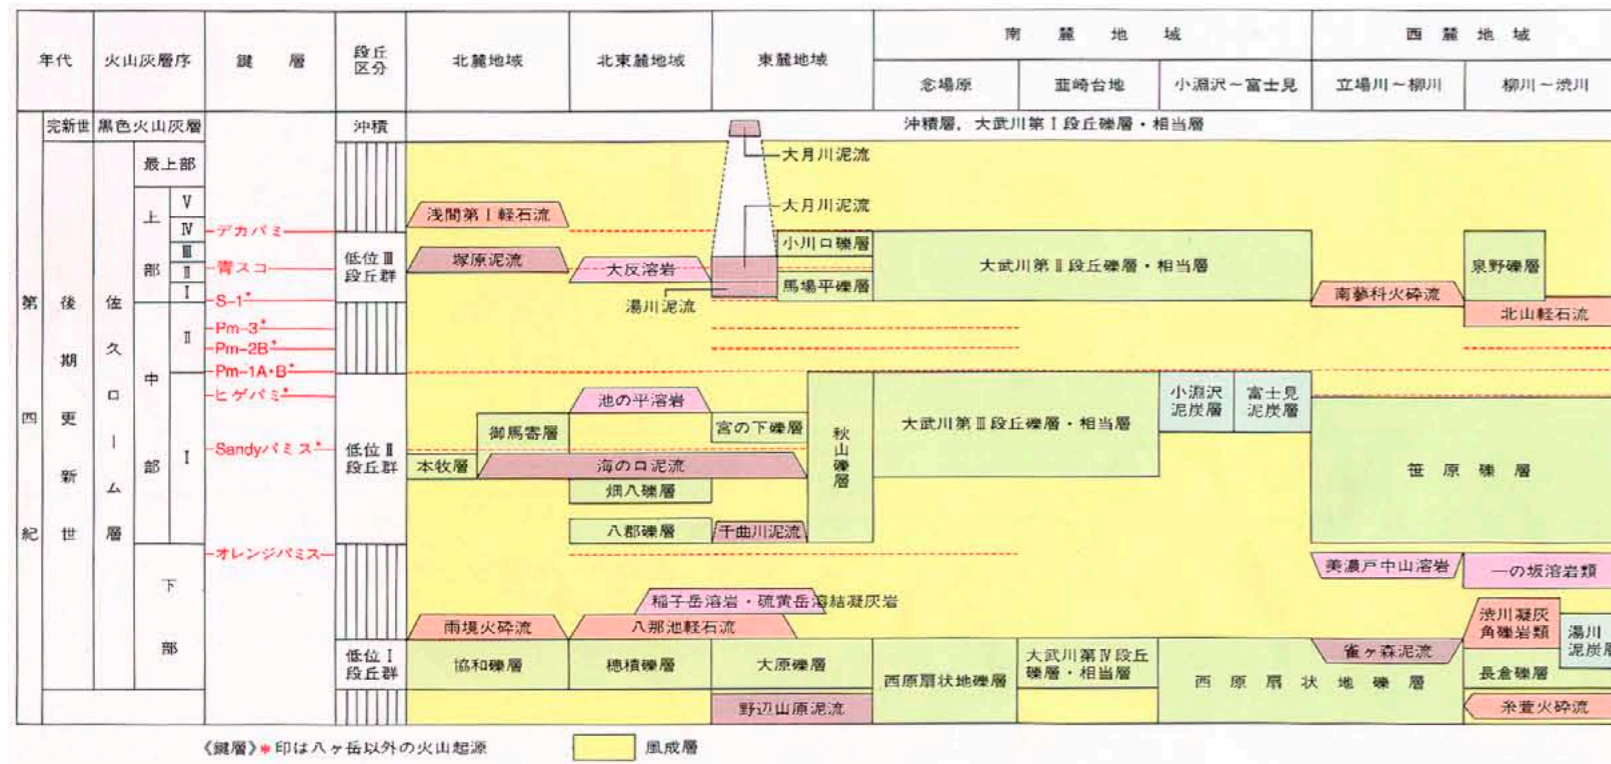 年代 火山灰層序 鍵層 段丘区分 北麓地域 北東麓地域 東麓地域 南麓地域 西麓地域
念場原 韮崎台地 小淵沢～富士見 立場川～柳川 柳川～渋川
第四紀
完新世 黒色火山灰層 沖積 沖積層，大武川第Ⅰ段丘礫層・相当層
後期更新世
佐久ローム層
最上部
上部
Ⅴ
Ⅳ
Ⅲ
Ⅱ
Ⅰ
中部
Ⅱ
Ⅰ
下部
デカパミ
青スコ
S-1*
Pm-3*
Pm-2B*
Pm-1A・B*
ヒゲパミ*
Sandyパミス*
オレンジパミス
低位Ⅲ段丘群
低位Ⅱ段丘群
低位Ⅰ段丘群
浅間第Ⅰ軽石流
塚原泥流
御馬寄層
本牧層
雨境火砕流
協和礫層
大反溶岩
池の平溶岩
海の口泥流
畑八礫層
八郡礫層
稲子岳溶岩・硫黄岳溶結凝灰岩
八那池軽石流
穂積礫層
大月川泥流
大月川泥流
小川口礫層
馬場平礫層
湯川泥流
宮の下礫層
秋山礫層
千曲川泥流
大原礫層
野辺山原泥流
大武川第Ⅱ段丘礫層・相当層
大武川第Ⅲ段丘礫層・相当層
西原扇状地礫層
大武川第Ⅳ段丘
礫層・相当層
小淵沢
泥炭層
富士見
泥炭層
西原扇状地礫層
南蓼科火砕流
泉野礫層
北山軽石流
笹原礫層
美濃戸中山溶岩
一の坂溶岩類
渋川凝灰
角礫岩類
湯川
泥炭層
雀ヶ森泥流
長倉礫層
糸萱火砕流
《鍵層》*印は八ヶ岳以外の火山起源
風成層